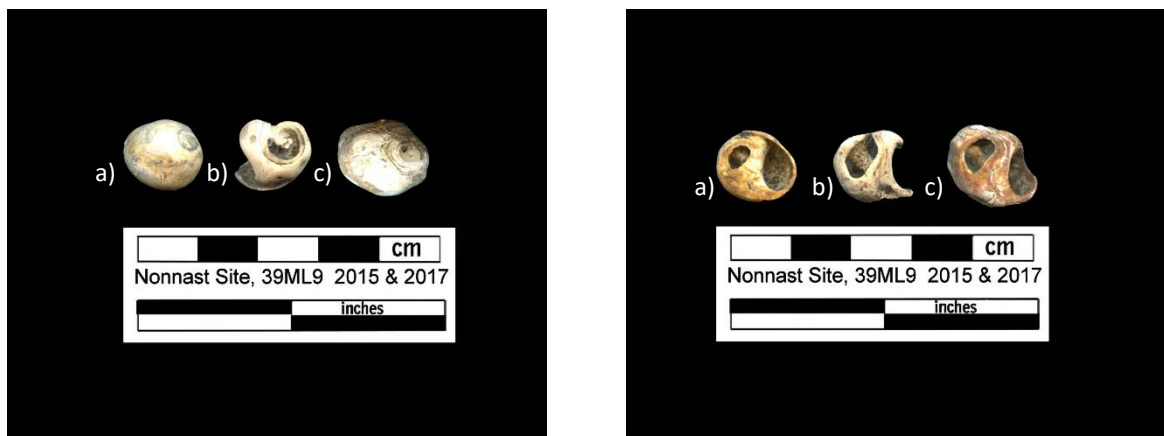 a)
b)
c)
cm
Nonnast Site, 39ML9 2015 & 2017
inches
a)
b)
c)
cm
Nonnast Site, 39ML9 2015 & 2017
inches